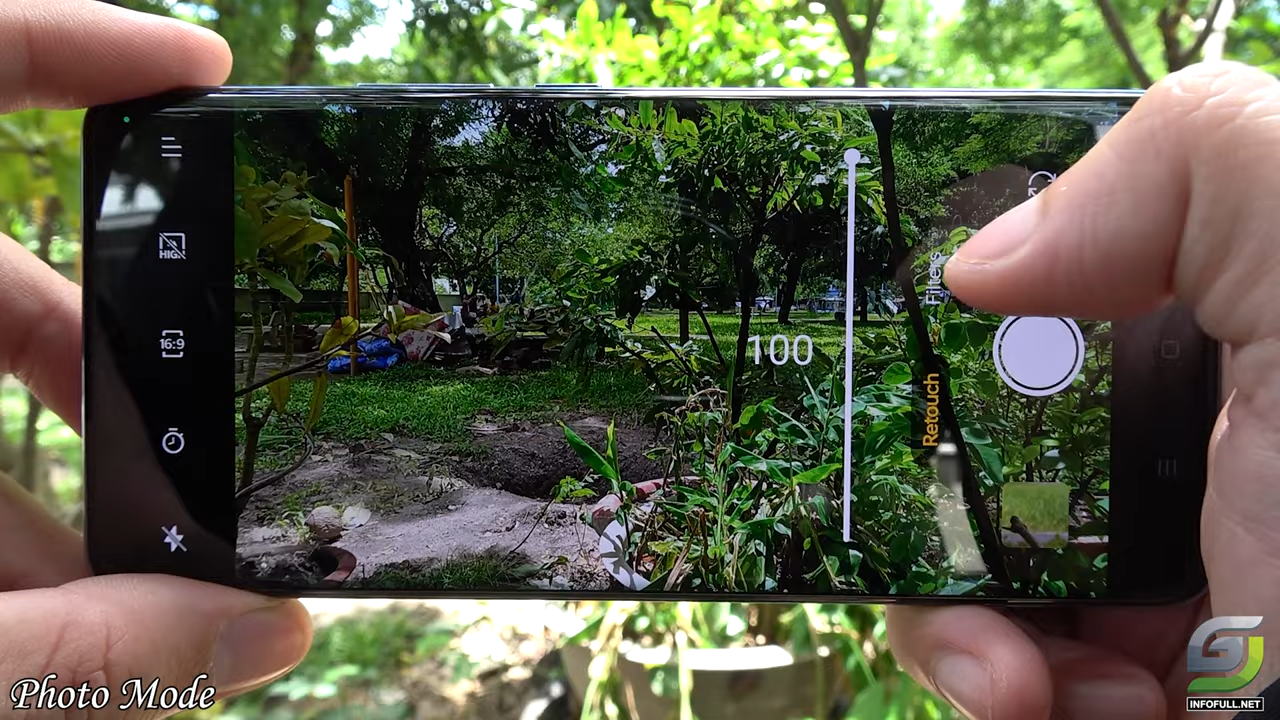 HIGH
16:9
100
Filters
Retouch
Photo Mode
INFOFULL.NET